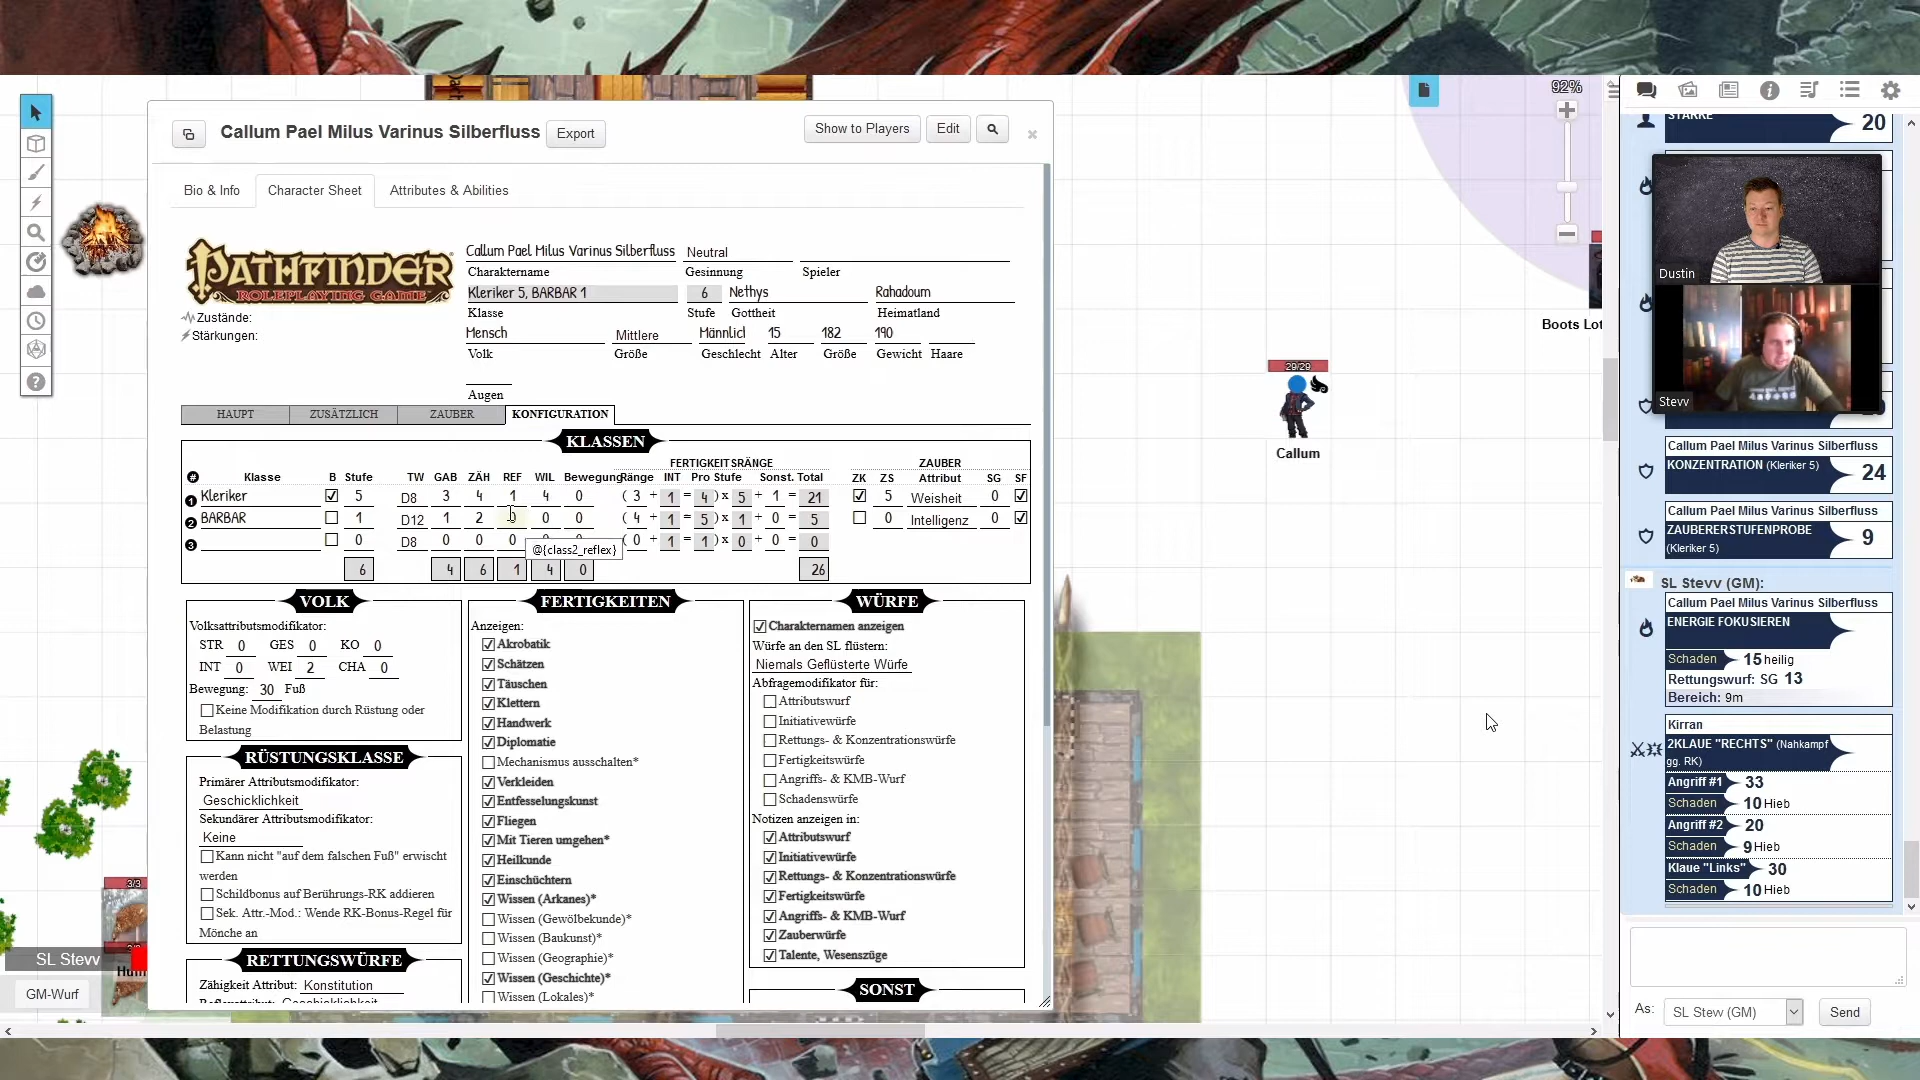 Callum Pael Milus Varinus Silberfluss
Export
Show to Players
Edit
Bio & Info
Character Sheet
Attributes & Abilities
PATHFINDER
ROLEPLAYING GAME
Zustände:
Stärkungen:
Callum Pael Milus Varinus Silberfluss Neutral
Charaktername Gesinnung Spieler
Kleriker 5, BARBAR 1 6 Nethys Rahadoum
Klasse Stufe Gottheit Heimatland
Mensch Mittlere Männlicl 15 182 190
Volk Größe Geschlecht Alter Größe Gewicht Haare
Augen
HAUPT ZUSÄTZLICH ZAUBER KONFIGURATION
KLASSEN
FERTIGKEITSRÄNGE ZAUBER
# Klasse B Stufe TW GAB ZÄH REF WIL Bewegung Ränge INT Pro Stufe Sonst. Total ZK ZS Attribut SG SF
1 Kleriker 5 D8 3 4 1 4 0 ( 3 + 1 = 4 ) x 5 + 1 = 21 5 Weisheit 0
2 BARBAR 1 D12 1 2 0 0 0 ( 4 + 1 = 5 ) x 1 + 0 = 5 0 Intelligenz 0
3 0 D8 0 0 0 ( 0 + 1 = 1 ) x 0 + 0 = 0
@{class2_reflex}
6 4 6 1 4 0 26
VOLK
Volksattributsmodifikator:
STR 0 GES 0 KO 0
INT 0 WEI 2 CHA 0
Bewegung: 30 Fuß
Keine Modifikation durch Rüstung oder
Belastung
RÜSTUNGSKLASSE
Primärer Attributsmodifikator:
Geschicklichkeit
Sekundärer Attributsmodifikator:
Keine
Kann nicht "auf dem falschen Fuß" erwischt
werden
Schildbonus auf Berührungs-RK addieren
Sek. Attr.-Mod.: Wende RK-Bonus-Regel für
Mönche an
RETTUNGSWÜRFE
Zähigkeit Attribut: Konstitution
Reflexattribut: Geschicklichkeit
FERTIGKEITEN
Anzeigen:
Akrobatik
Schätzen
Täuschen
Klettern
Handwerk
Diplomatie
Mechanismus ausschalten*
Verkleiden
Entfesselungskunst
Fliegen
Mit Tieren umgehen*
Heilkunde
Einschüchtern
Wissen (Arkanes)*
Wissen (Gewölbekunde)*
Wissen (Baukunst)*
Wissen (Geographie)*
Wissen (Geschichte)*
Wissen (Lokales)*
WÜRFE
Charakternamen anzeigen
Würfe an den SL flüstern:
Niemals Geflüsterte Würfe
Abfragemodifikator für:
Attributswurf
Initiativewürfe
Rettungs- & Konzentrationswürfe
Fertigkeitswürfe
Angriffs- & KMB-Wurf
Schadenswürfe
Notizen anzeigen in:
Attributswurf
Initiativewürfe
Rettungs- & Konzentrationswürfe
Fertigkeitswürfe
Angriffs- & KMB-Wurf
Zauberwürfe
Talente, Wesenszüge
SONST
3/3
SL Stevv
GM-Wurf
92%
Boots Lot
29/29
Callum
STÄRKE 20
Dustin
Stevv
Callum Pael Milus Varinus Silberfluss
KONZENTRATION (Kleriker 5) 24
Callum Pael Milus Varinus Silberfluss
ZAUBERERSTUFENPROBE
(Kleriker 5) 9
SL Stevv (GM):
Callum Pael Milus Varinus Silberfluss
ENERGIE FOKUSIEREN
Schaden 15 heilig
Rettungswurf: SG 13
Bereich: 9m
Kirran
2KLAUE "RECHTS" (Nahkampf
gg. RK)
Angriff #1 33
Schaden 10 Hieb
Angriff #2 20
Schaden 9 Hieb
Klaue "Links" 30
Schaden 10 Hieb
As: SL Stevv (GM) Send